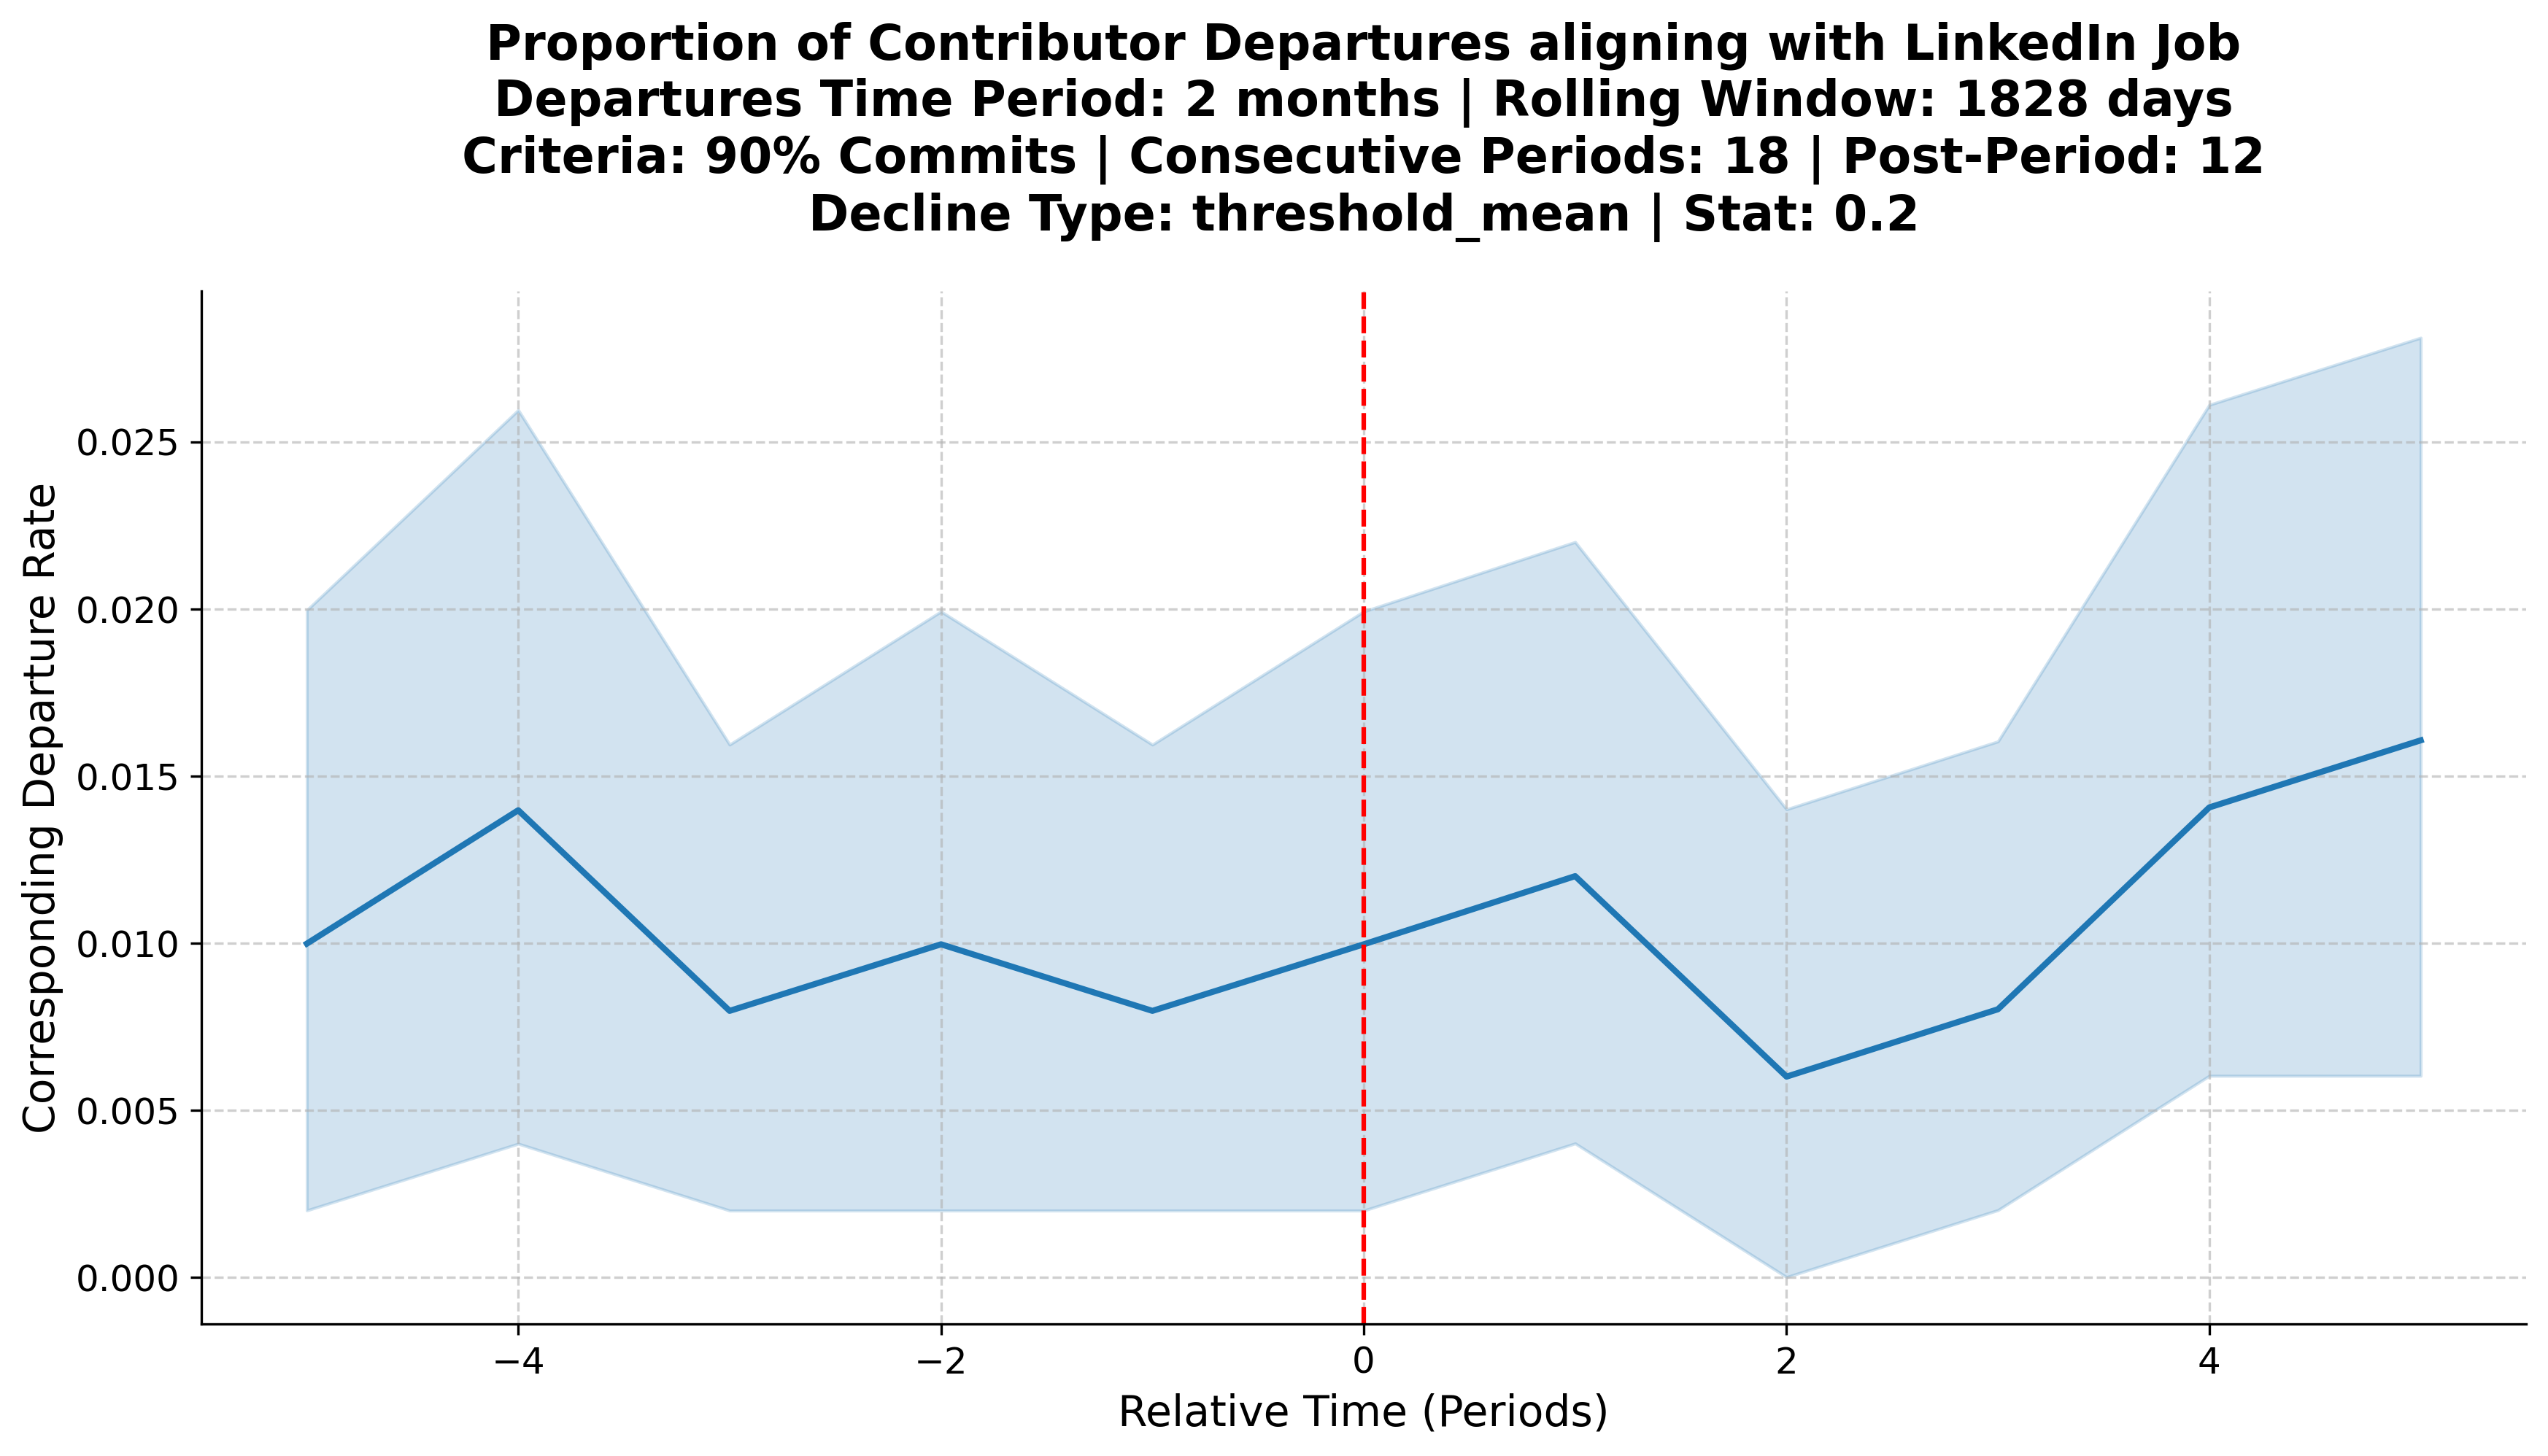 Proportion of Contributor Departures aligning with LinkedIn Job
Departures Time Period: 2 months | Rolling Window: 1828 days
Criteria: 90% Commits | Consecutive Periods: 18 | Post-Period: 12
Decline Type: threshold_mean | Stat: 0.2
Corresponding Departure Rate
0.025
0.020
0.015
0.010
0.005
0.000
−4 −2 0 2 4
Relative Time (Periods)